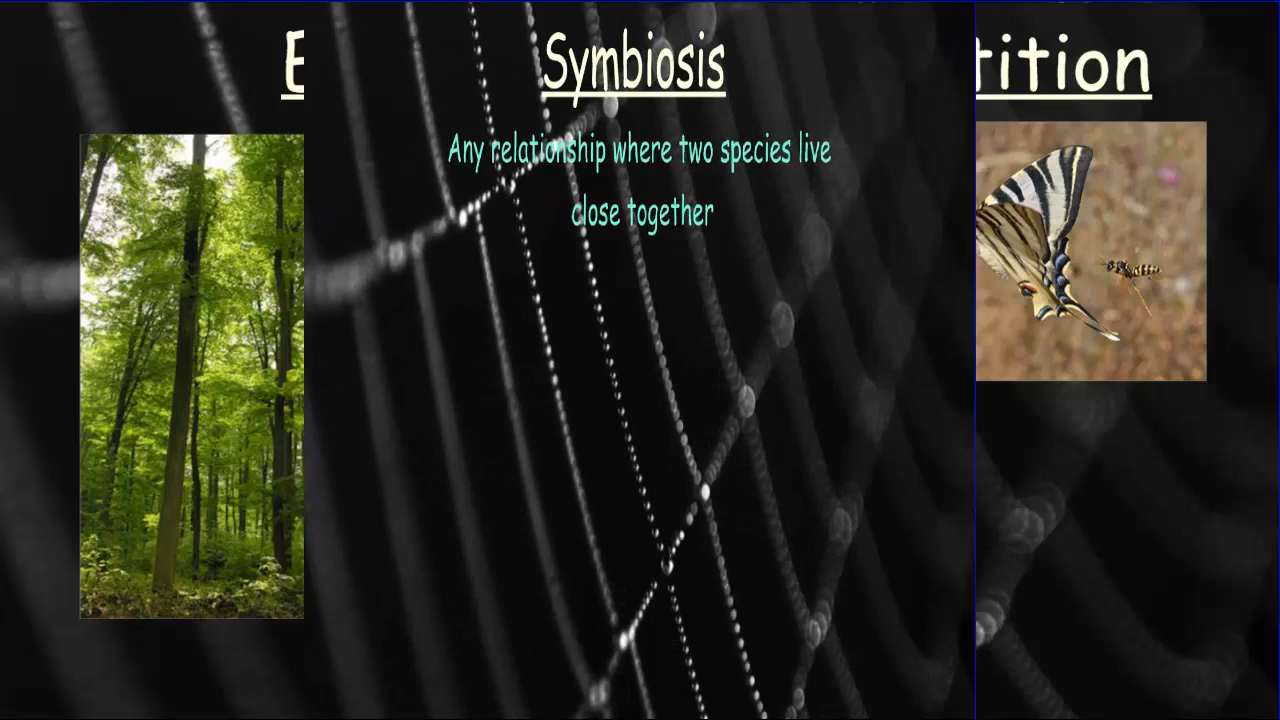 Symbiosis
Any relationship where two species live
close together
tition